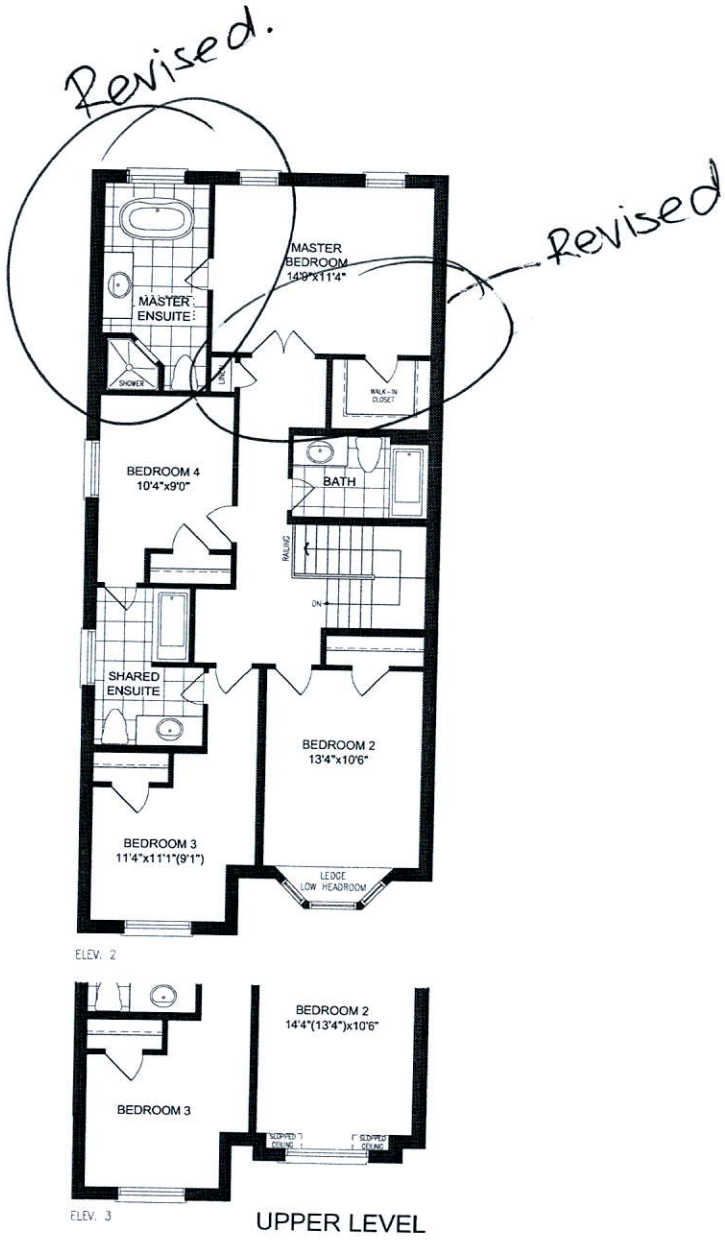 Revised.
Revised
MASTER
BEDROOM
14'8"x11'4"
MASTER
ENSUITE
SHOWER
LINEN
WALK-IN
CLOSET
BEDROOM 4
10'4"x9'0"
BATH
RAILING
DN
SHARED
ENSUITE
BEDROOM 2
13'4"x10'6"
BEDROOM 3
11'4"x11'1"(9'1")
LEDGE
LOW HEADROOM
ELEV. 2
BEDROOM 2
14'4"(13'4")x10'6"
BEDROOM 3
SLOPPED
CEILING
SLOPPED
CEILING
ELEV. 3
UPPER LEVEL